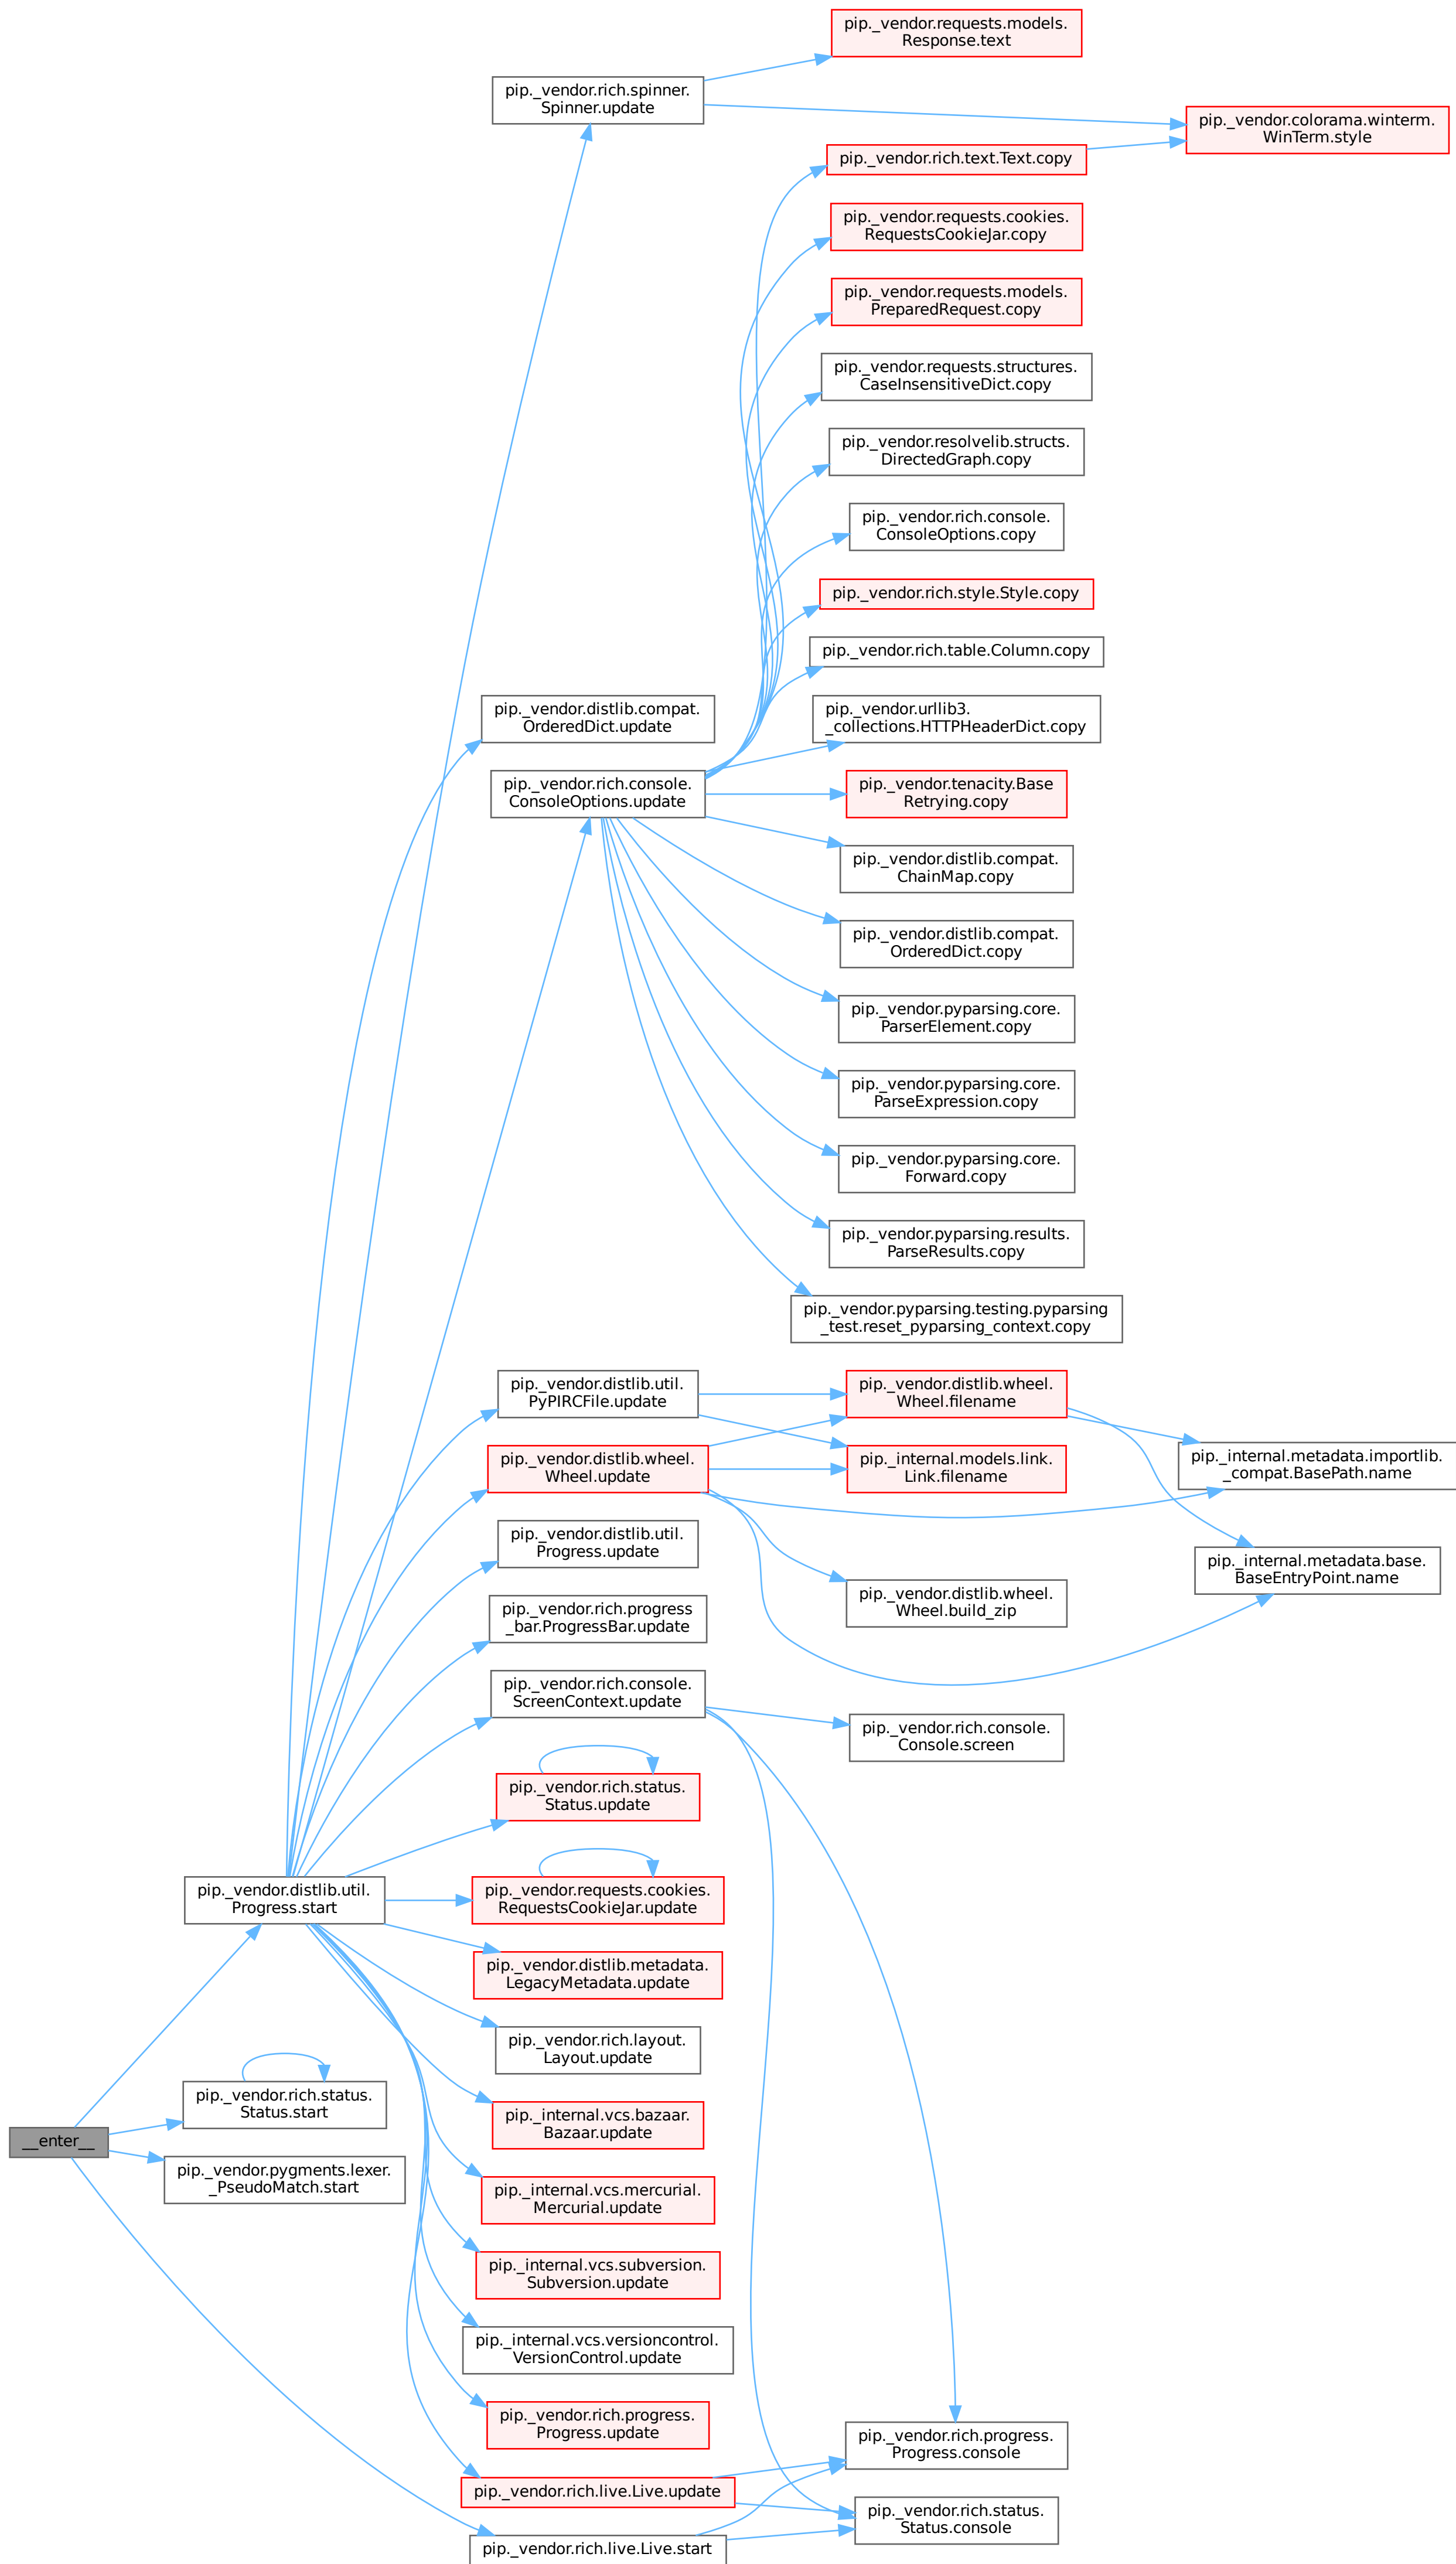 pip._vendor.requests.models.
Response.text
pip._vendor.rich.spinner.
Spinner.update
pip._vendor.colorama.winterm.
WinTerm.style
pip._vendor.rich.text.Text.copy
pip._vendor.requests.cookies.
RequestsCookieJar.copy
pip._vendor.requests.models.
PreparedRequest.copy
pip._vendor.requests.structures.
CaseInsensitiveDict.copy
pip._vendor.resolvelib.structs.
DirectedGraph.copy
pip._vendor.rich.console.
ConsoleOptions.copy
pip._vendor.rich.style.Style.copy
pip._vendor.rich.table.Column.copy
pip._vendor.distlib.compat.
OrderedDict.update
pip._vendor.urllib3.
_collections.HTTPHeaderDict.copy
pip._vendor.rich.console.
ConsoleOptions.update
pip._vendor.tenacity.Base
Retrying.copy
pip._vendor.distlib.compat.
ChainMap.copy
pip._vendor.distlib.compat.
OrderedDict.copy
pip._vendor.pyparsing.core.
ParserElement.copy
pip._vendor.pyparsing.core.
ParseExpression.copy
pip._vendor.pyparsing.core.
Forward.copy
pip._vendor.pyparsing.results.
ParseResults.copy
pip._vendor.pyparsing.testing.pyparsing
_test.reset_pyparsing_context.copy
pip._vendor.distlib.util.
PyPIRCFile.update
pip._vendor.distlib.wheel.
Wheel.filename
pip._vendor.distlib.wheel.
Wheel.update
pip._internal.models.link.
Link.filename
pip._internal.metadata.importlib.
_compat.BasePath.name
pip._vendor.distlib.util.
Progress.update
pip._internal.metadata.base.
BaseEntryPoint.name
pip._vendor.distlib.wheel.
Wheel.build_zip
pip._vendor.rich.progress
_bar.ProgressBar.update
pip._vendor.rich.console.
ScreenContext.update
pip._vendor.rich.console.
Console.screen
pip._vendor.rich.status.
Status.update
pip._vendor.distlib.util.
Progress.start
pip._vendor.requests.cookies.
RequestsCookieJar.update
pip._vendor.distlib.metadata.
LegacyMetadata.update
pip._vendor.rich.layout.
Layout.update
pip._vendor.rich.status.
Status.start
pip._internal.vcs.bazaar.
Bazaar.update
__enter__
pip._vendor.pygments.lexer.
_PseudoMatch.start
pip._internal.vcs.mercurial.
Mercurial.update
pip._internal.vcs.subversion.
Subversion.update
pip._internal.vcs.versioncontrol.
VersionControl.update
pip._vendor.rich.progress.
Progress.update
pip._vendor.rich.progress.
Progress.console
pip._vendor.rich.live.Live.update
pip._vendor.rich.status.
Status.console
pip._vendor.rich.live.Live.start